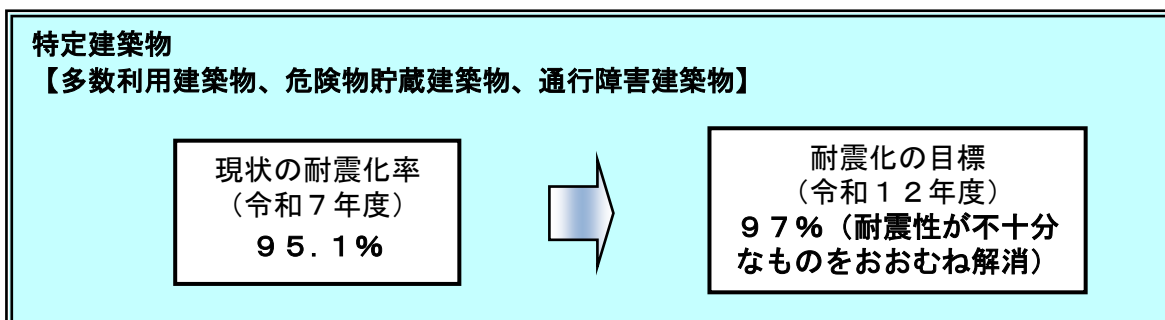 特定建築物
【多数利用建築物、危険物貯蔵建築物、通行障害建築物】
現状の耐震化率
（令和７年度）
９５.１％
耐震化の目標
（令和１２年度）
９７％（耐震性が不十分
なものをおおむね解消）